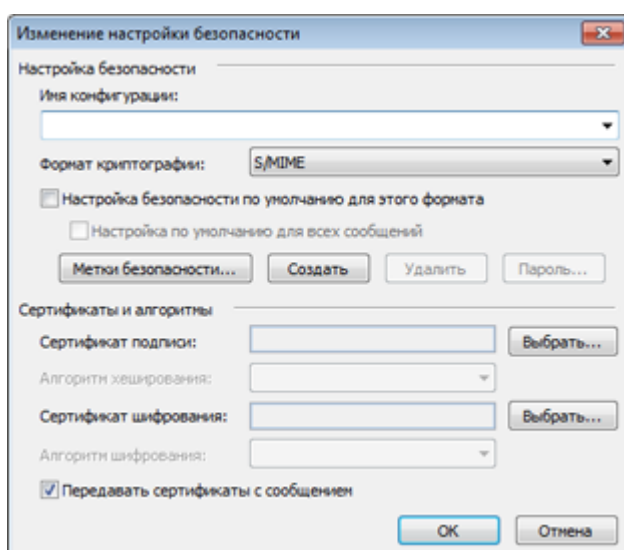 Изменение настройки безопасности
Настройка безопасности
Имя конфигурации:
Формат криптографии: S/MIME
Настройка безопасности по умолчанию для этого формата
Настройка по умолчанию для всех сообщений
Метки безопасности... Создать Удалить Пароль...
Сертификаты и алгоритмы
Сертификат подписи: Выбрать...
Алгоритм хеширования:
Сертификат шифрования: Выбрать...
Алгоритм шифрования:
Передавать сертификаты с сообщением
ОК Отмена